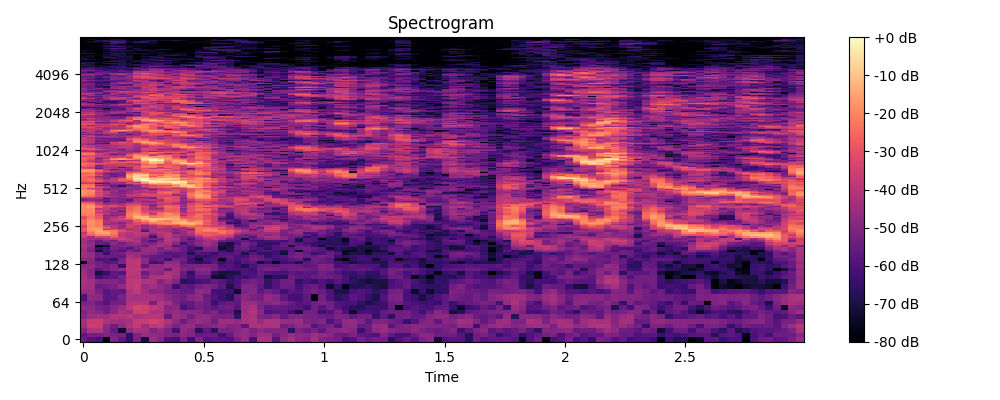 Spectrogram
Hz
4096
2048
1024
512
256
128
64
0
0
0.5
1
1.5
2
2.5
Time
+0 dB
-10 dB
-20 dB
-30 dB
-40 dB
-50 dB
-60 dB
-70 dB
-80 dB